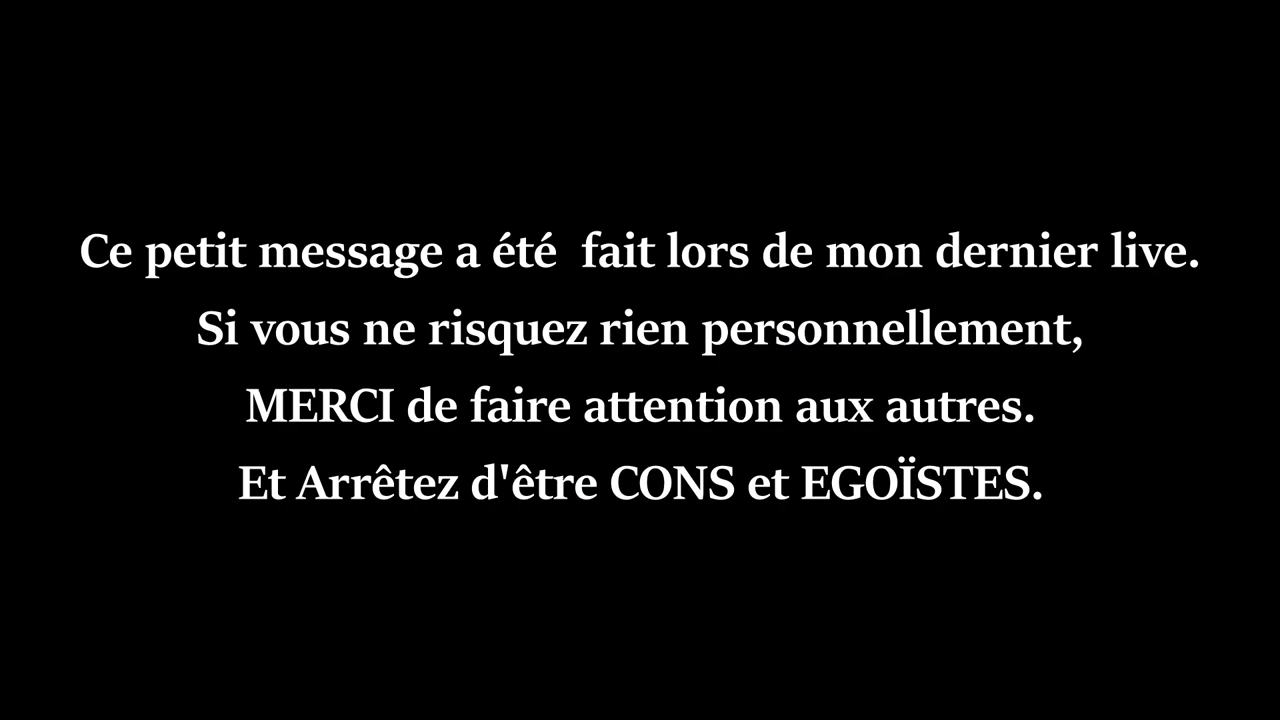 Ce petit message a été  fait lors de mon dernier live.
Si vous ne risquez rien personnellement,
MERCI de faire attention aux autres.
Et Arrêtez d'être CONS et EGOÏSTES.